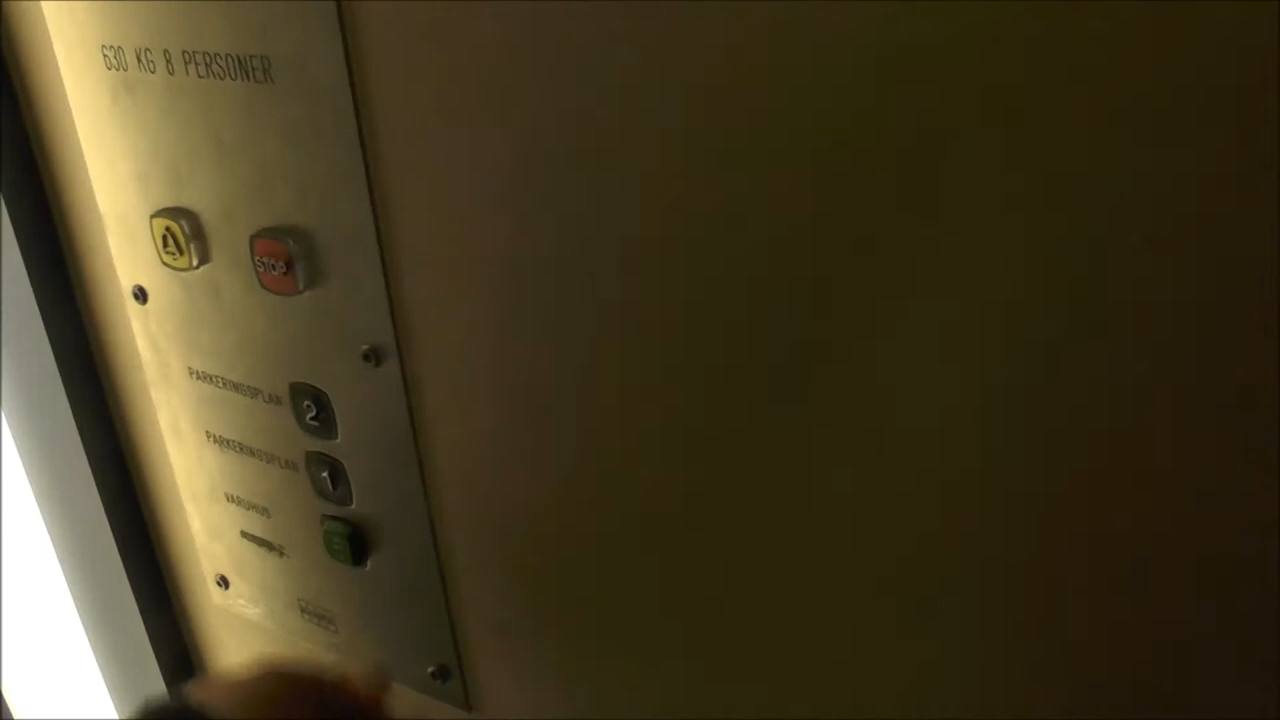 630 KG 8 PERSONER
STOP
PARKERINGSPLAN 2
PARKERINGSPLAN 1
VARUHUS